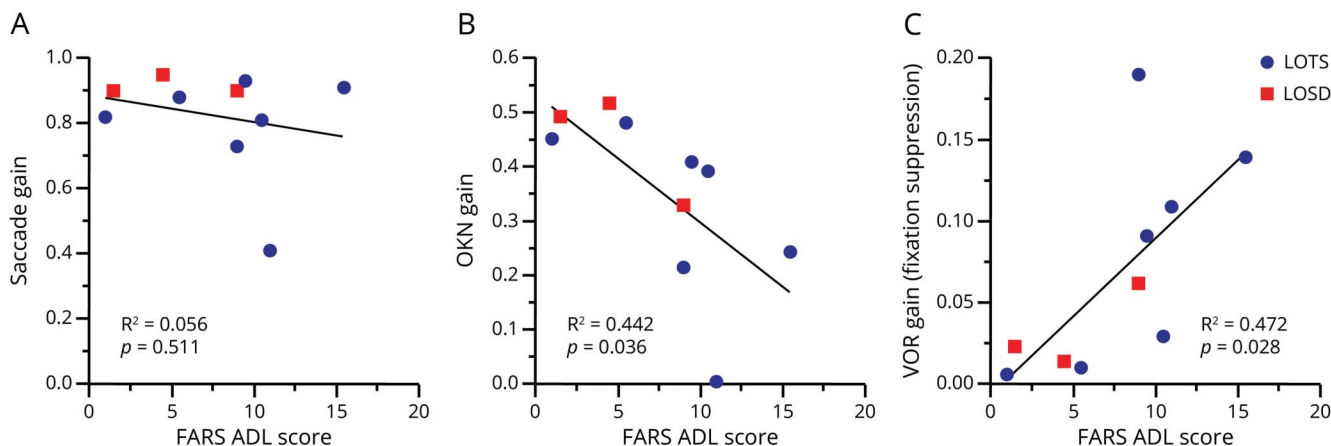 A
Saccade gain
1.0
0.8
0.6
0.4
0.2
0.0
R² = 0.056
p = 0.511
0 5 10 15 20
FARS ADL score
B
OKN gain
0.6
0.5
0.4
0.3
0.2
0.1
0.0
R² = 0.442
p = 0.036
0 5 10 15 20
FARS ADL score
C
VOR gain (fixation suppression)
0.20
0.15
0.10
0.05
0.00
LOTS
LOSD
R² = 0.472
p = 0.028
0 5 10 15 20
FARS ADL score